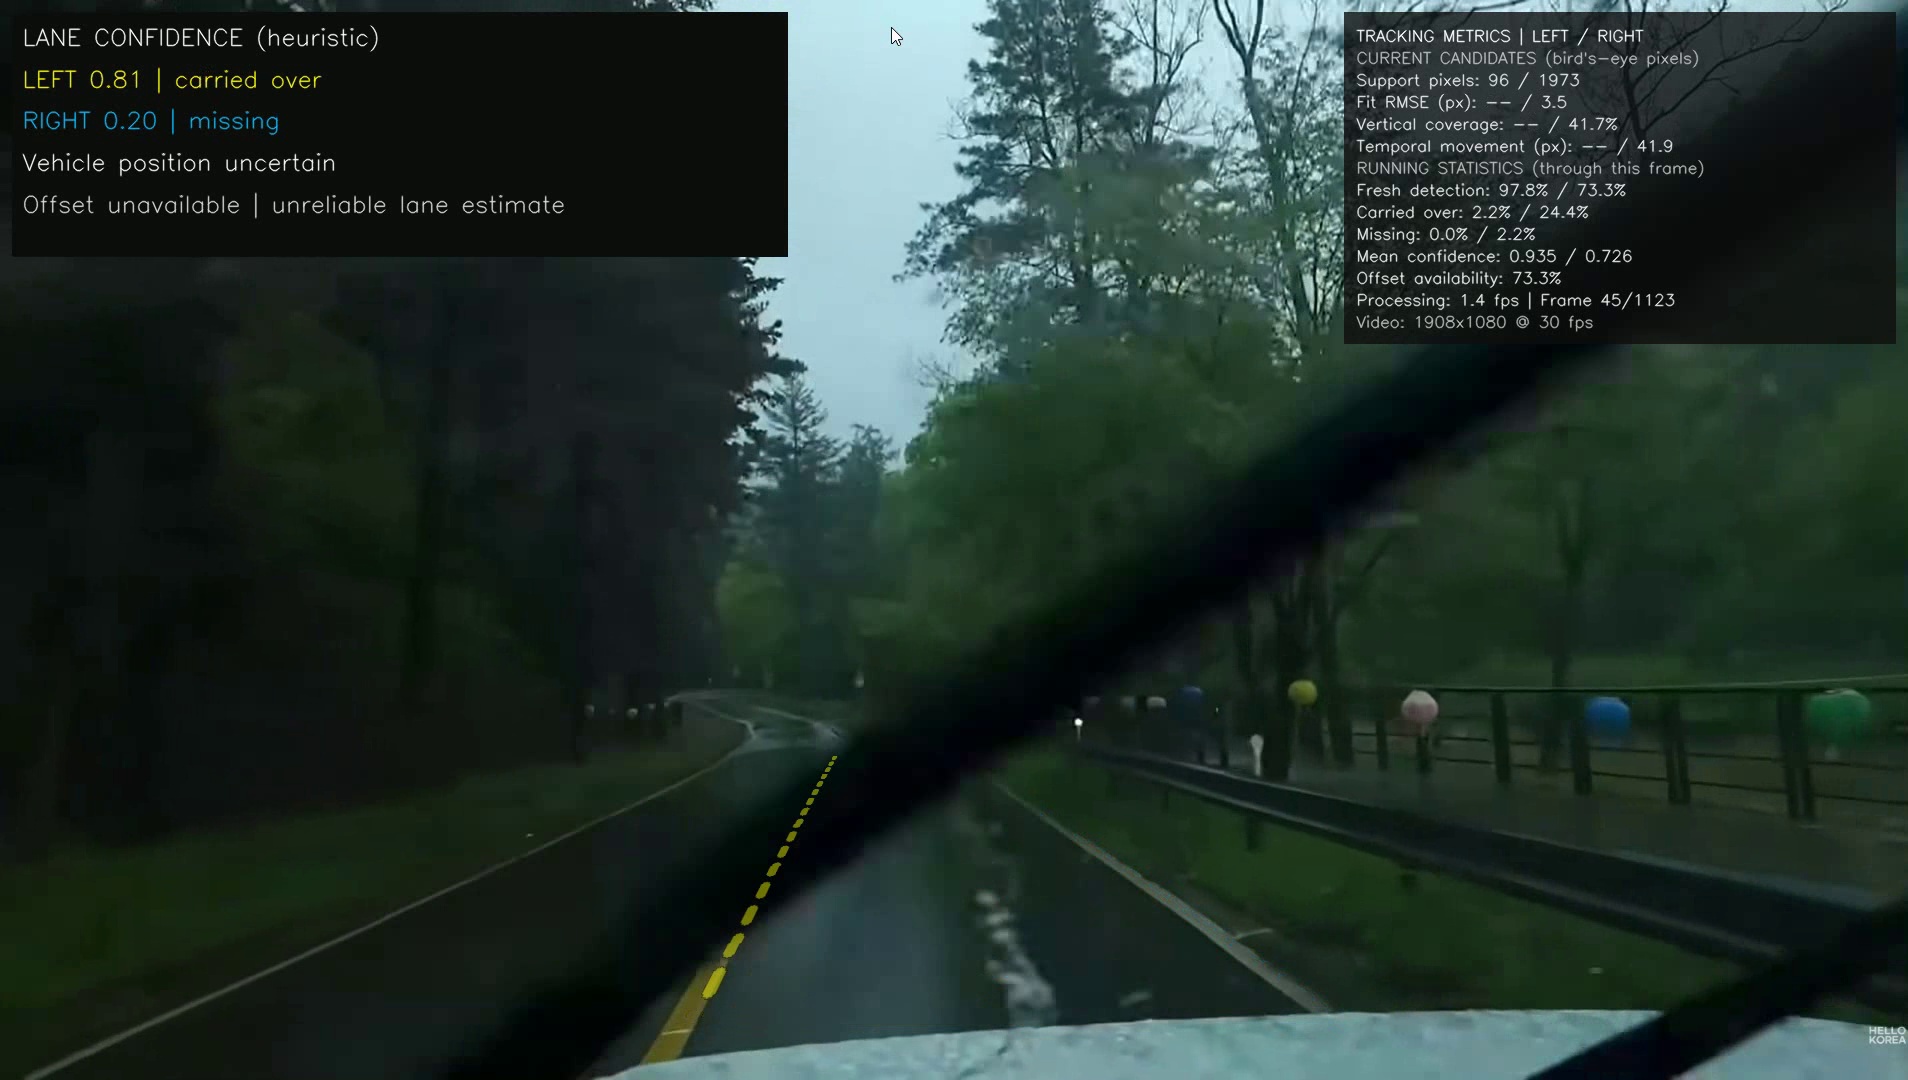 LANE CONFIDENCE (heuristic)
LEFT 0.81 | carried over
RIGHT 0.20 | missing
Vehicle position uncertain
Offset unavailable | unreliable lane estimate
TRACKING METRICS | LEFT / RIGHT
CURRENT CANDIDATES (bird's-eye pixels)
Support pixels: 96 / 1973
Fit RMSE (px): -- / 3.5
Vertical coverage: -- / 41.7%
Temporal movement (px): -- / 41.9
RUNNING STATISTICS (through this frame)
Fresh detection: 97.8% / 73.3%
Carried over: 2.2% / 24.4%
Missing: 0.0% / 2.2%
Mean confidence: 0.935 / 0.726
Offset availability: 73.3%
Processing: 1.4 fps | Frame 45/1123
Video: 1908x1080 @ 30 fps
HELLO
KOREA